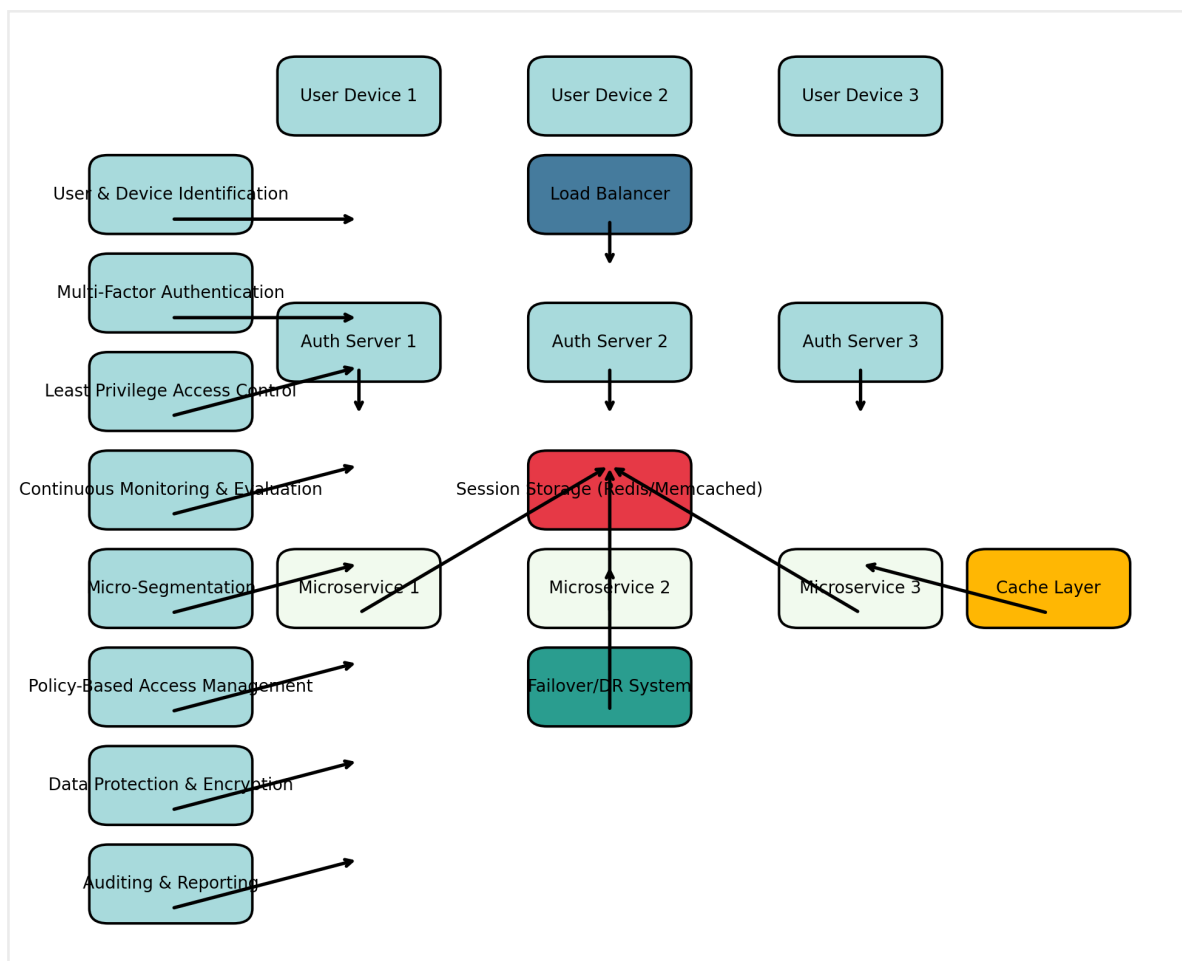 User Device 1
User Device 2
User Device 3
User & Device Identification
Load Balancer
Multi-Factor Authentication
Auth Server 1
Auth Server 2
Auth Server 3
Least Privilege Access Control
Continuous Monitoring & Evaluation
Session Storage (Redis/Memcached)
Micro-Segmentation
Microservice 1
Microservice 2
Microservice 3
Cache Layer
Policy-Based Access Management
Failover/DR System
Data Protection & Encryption
Auditing & Reporting